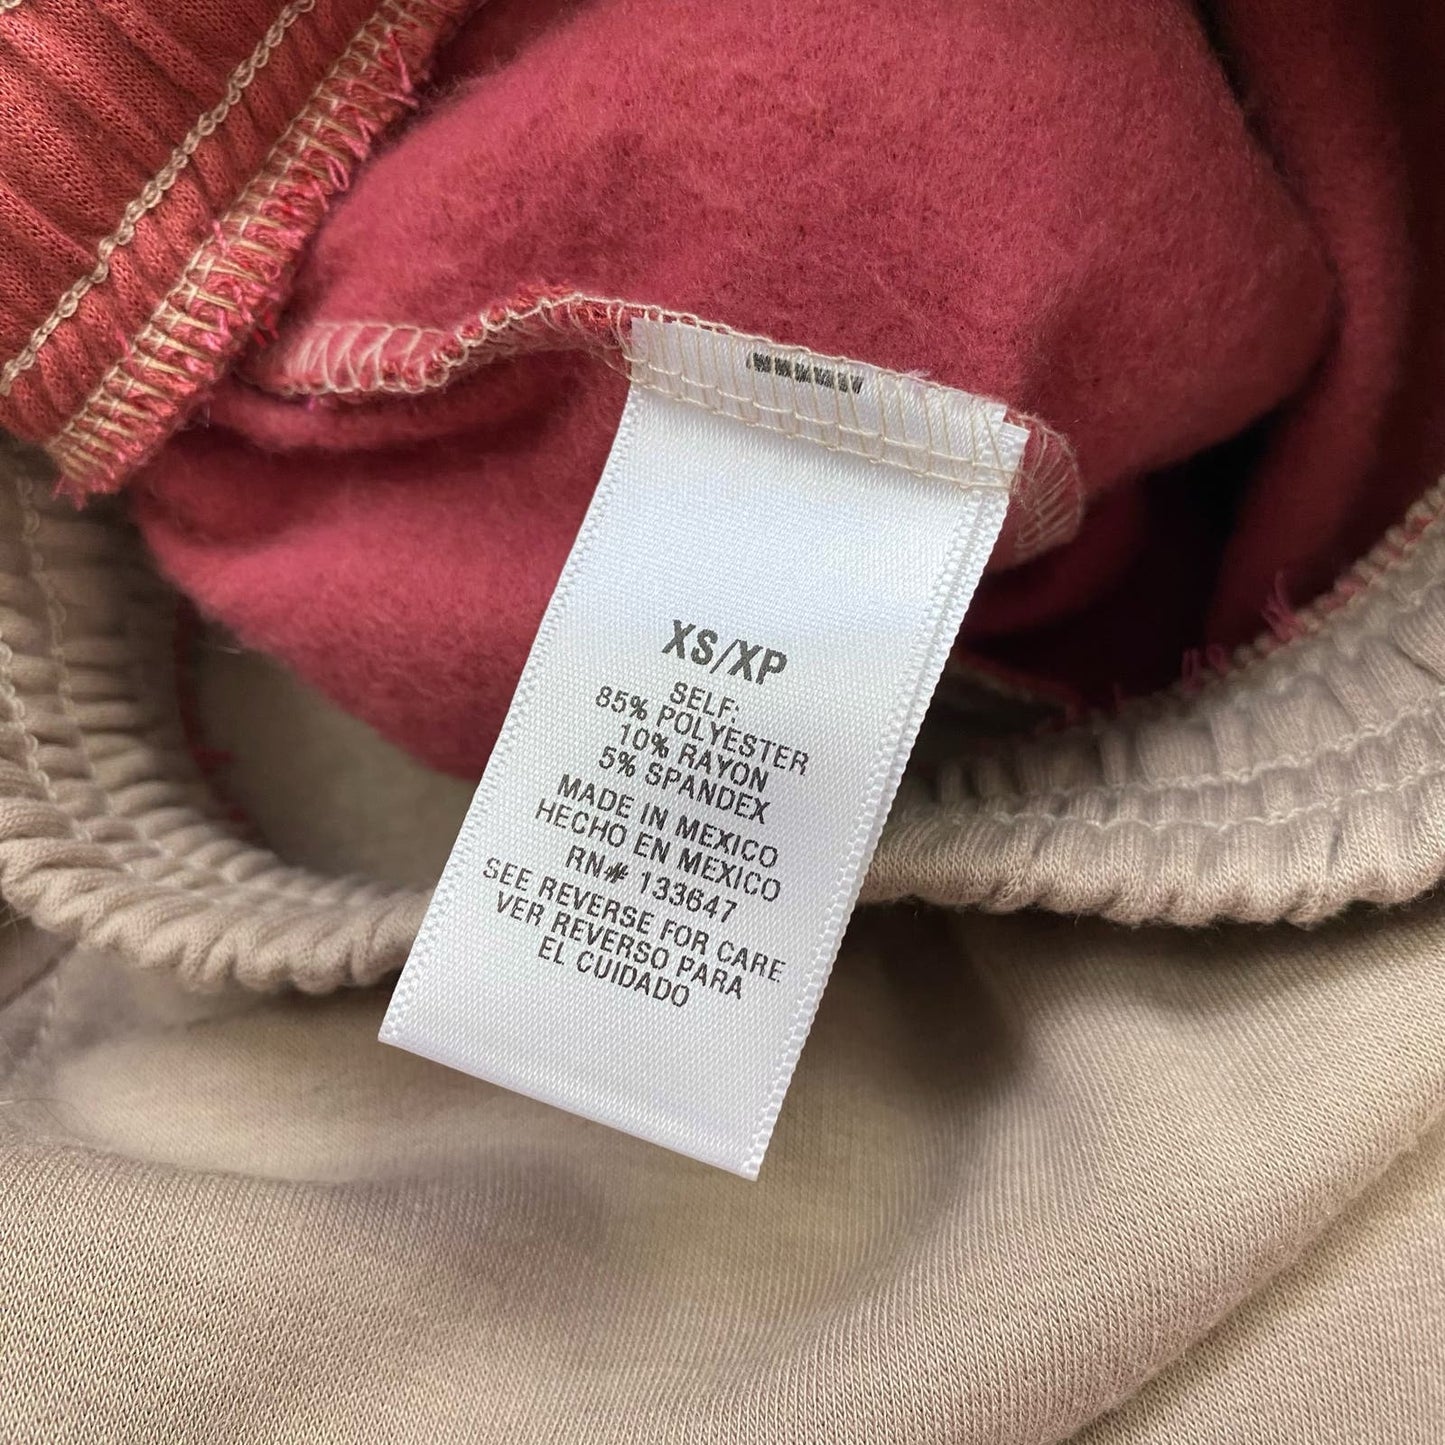 XS/XP
SELF:
85% POLYESTER
10% RAYON
5% SPANDEX
MADE IN MEXICO
HECHO EN MEXICO
RN# 133647
SEE REVERSE FOR CARE
VER REVERSO PARA
EL CUIDADO